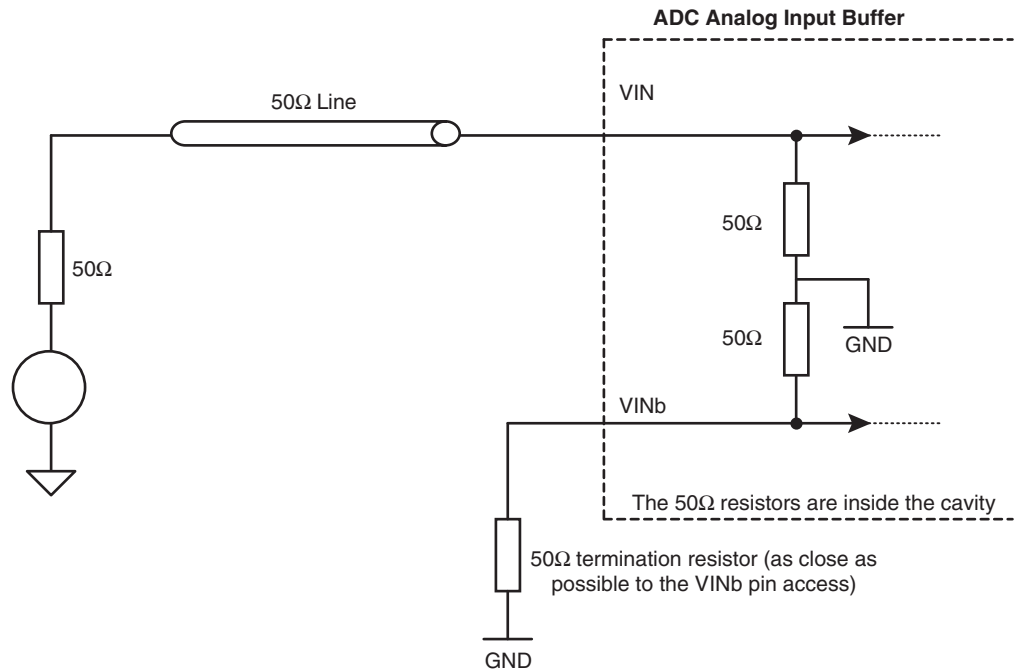 ADC Analog Input Buffer
VIN
50Ω Line
50Ω
50Ω
50Ω
GND
VINb
The 50Ω resistors are inside the cavity
50Ω termination resistor (as close as
possible to the VINb pin access)
GND